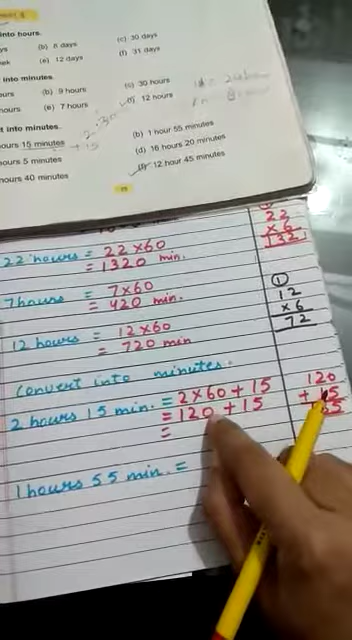 into hours.
(b) 8 days
(c) 30 days
(e) 12 days
(f) 31 days
into minutes.
(b) 9 hours
(c) 30 hours
(e) 7 hours
(f) 12 hours
into minutes.
15 minutes
(b) 1 hour 55 minutes
hours 5 minutes
(d) 16 hours 20 minutes
hours 40 minutes
(f) 12 hour 45 minutes
22 hours = 22 × 60
= 1320 min.
22
× 6
132
7 hours = 7 × 60
= 420 min.
1
12
× 6
72
12 hours = 12 × 60
= 720 min
Convert into minutes.
2 hours 15 min. = 2 × 60 + 15
= 120 + 15
=
120
+ 15
1 hours 55 min. =